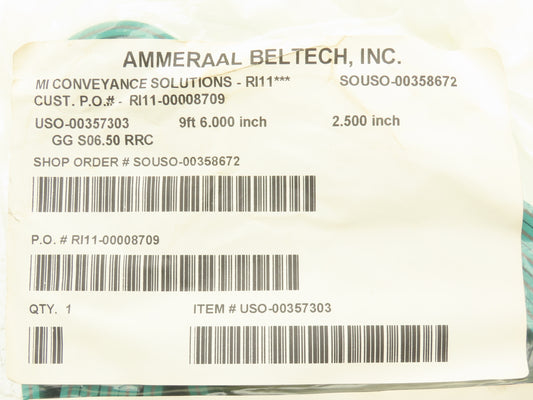 AMMERAAL BELTECH, INC.
MI CONVEYANCE SOLUTIONS - RI11*** SOUSO-00358672
CUST. P.O.# - RI11-00008709
USO-00357303 9ft 6.000 inch 2.500 inch
GG S06.50 RRC
SHOP ORDER # SOUSO-00358672
P.O. # RI11-00008709
QTY. 1 ITEM # USO-00357303